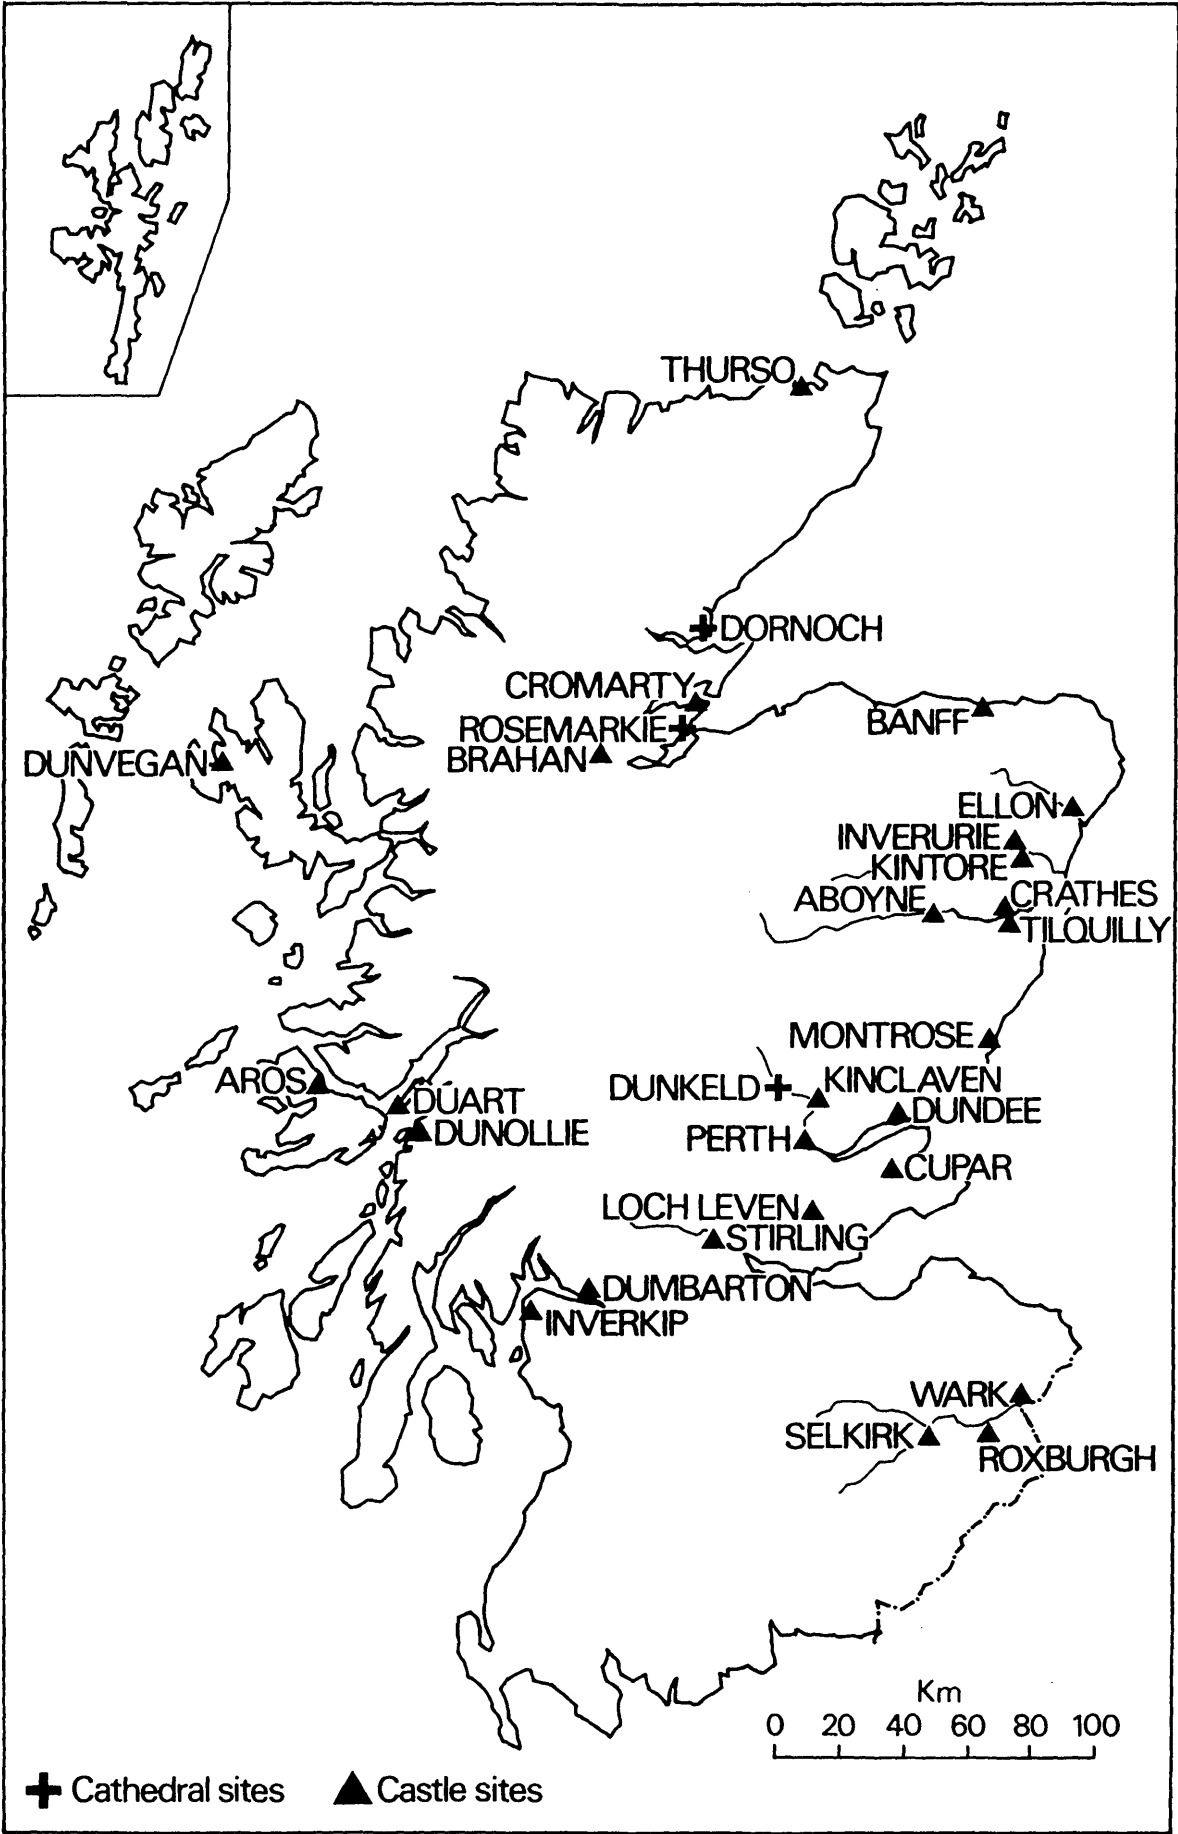 THURSO
DORNOCH
CROMARTY
ROSEMARKIE
BANFF
BRAHAN
DUNVEGAN
ELLON
INVERURIE
KINTORE
ABOYNE
CRATHES
TILQUILLY
MONTROSE
AROS
DUNKELD
KINCLAVEN
DUART
DUNDEE
DUNOLLIE
PERTH
CUPAR
LOCH LEVEN
STIRLING
DUMBARTON
INVERKIP
WARK
SELKIRK
ROXBURGH
Km
0 20 40 60 80 100
Cathedral sites
Castle sites